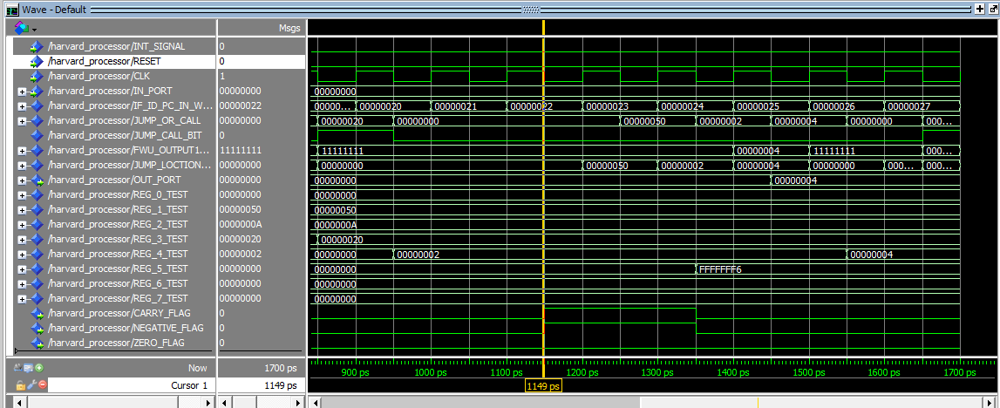 Wave - Default
Msgs
/harvard_processor/INT_SIGNAL 0
/harvard_processor/RESET 0
/harvard_processor/CLK 1
/harvard_processor/IN_PORT 00000000 00000000
/harvard_processor/IF_ID_PC_IN_W... 00000022 00000... 00000020 00000021 00000022 00000023 00000024 00000025 00000026 00000027
/harvard_processor/JUMP_OR_CALL 00000000 00000020 00000000 00000050 00000002 00000004 00000000 000...
/harvard_processor/JUMP_CALL_BIT 0
/harvard_processor/FWU_OUTPUT1... 11111111 11111111 00000004 11111111 000...
/harvard_processor/JUMP_LOCTION... 00000000 00000000 00000050 00000002 00000004 00000000 000... 000...
/harvard_processor/OUT_PORT 00000000 00000000 00000004
/harvard_processor/REG_0_TEST 00000000 00000000
/harvard_processor/REG_1_TEST 00000050 00000050
/harvard_processor/REG_2_TEST 0000000A 0000000A
/harvard_processor/REG_3_TEST 00000020 00000020
/harvard_processor/REG_4_TEST 00000002 00000000 00000002 00000004
/harvard_processor/REG_5_TEST 00000000 00000000 FFFFFFF6
/harvard_processor/REG_6_TEST 00000000 00000000
/harvard_processor/REG_7_TEST 00000000 00000000
/harvard_processor/CARRY_FLAG 0
/harvard_processor/NEGATIVE_FLAG 0
/harvard_processor/ZERO_FLAG 0
Now 1700 ps 900 ps 1000 ps 1100 ps 1200 ps 1300 ps 1400 ps 1500 ps 1600 ps 1700 ps
Cursor 1 1149 ps 1149 ps